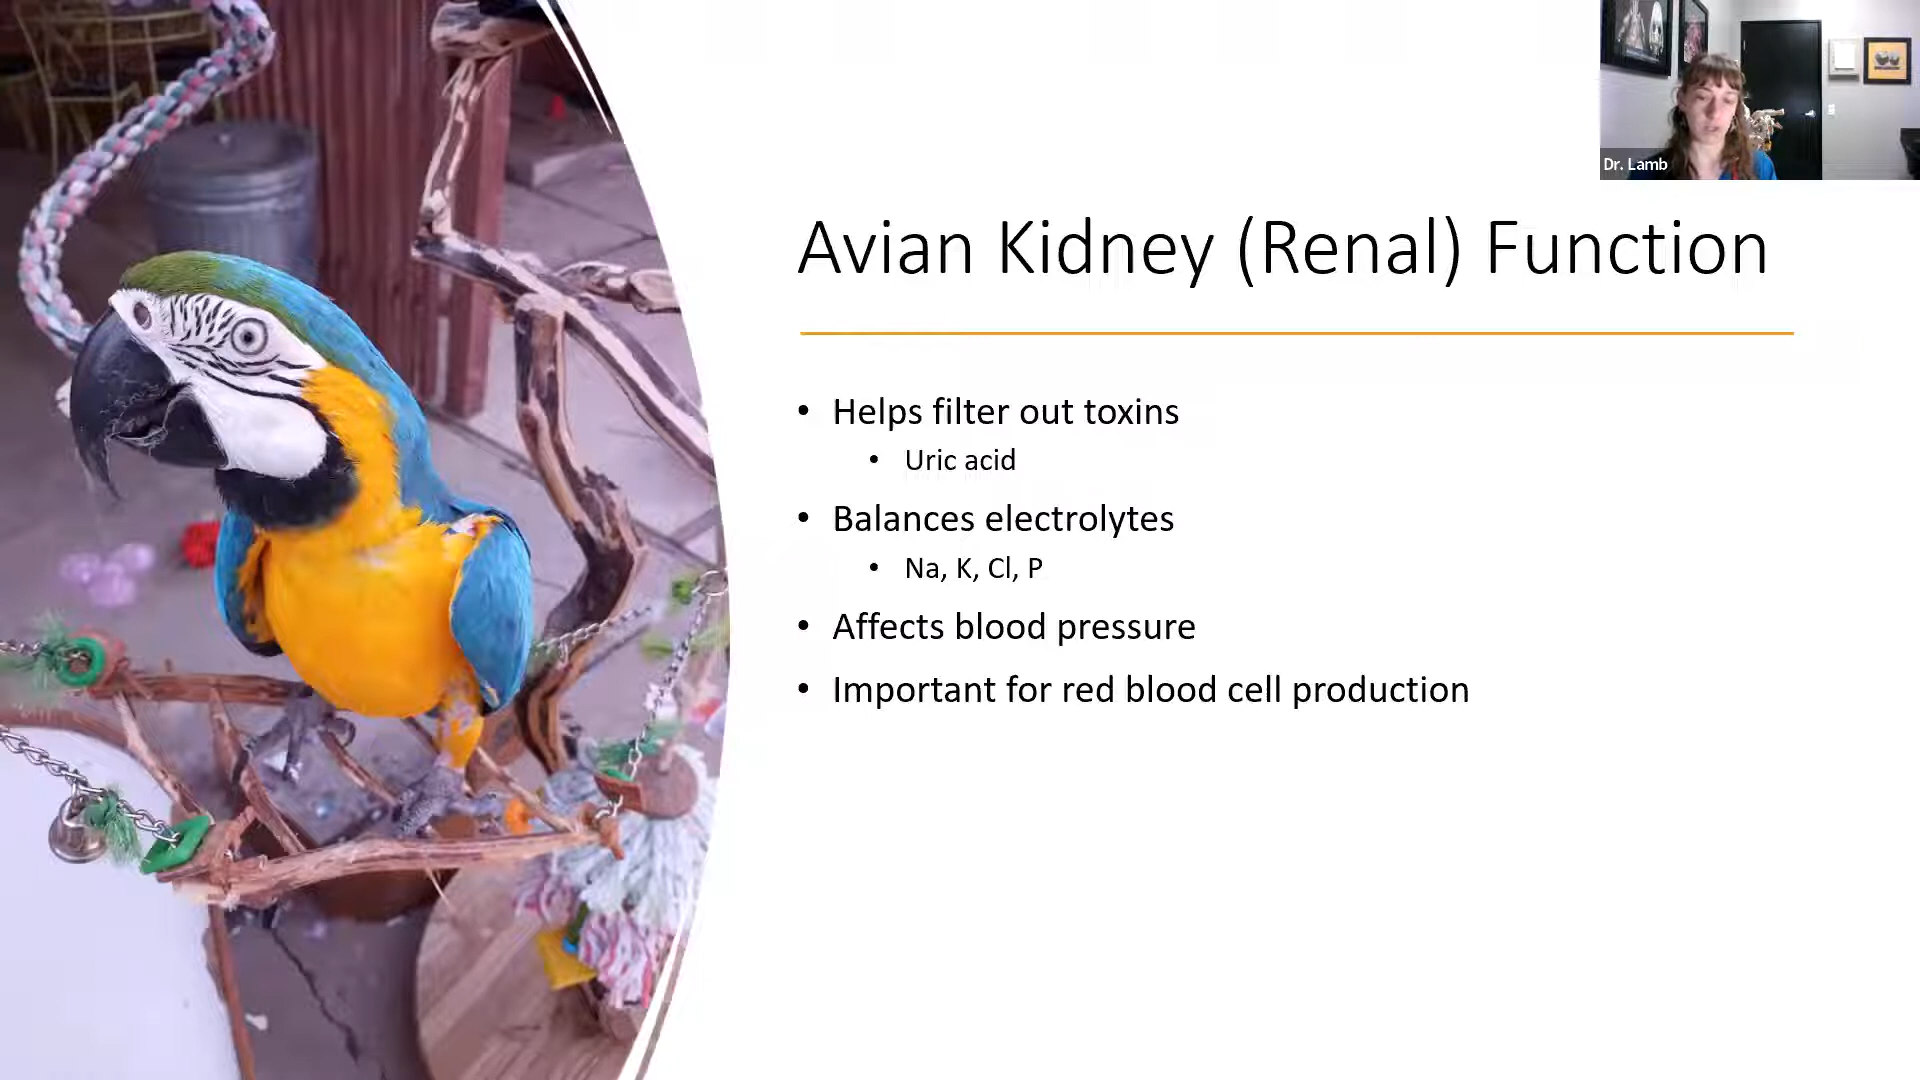 Dr. Lamb
Avian Kidney (Renal) Function
• Helps filter out toxins
• Uric acid
• Balances electrolytes
• Na, K, Cl, P
• Affects blood pressure
• Important for red blood cell production